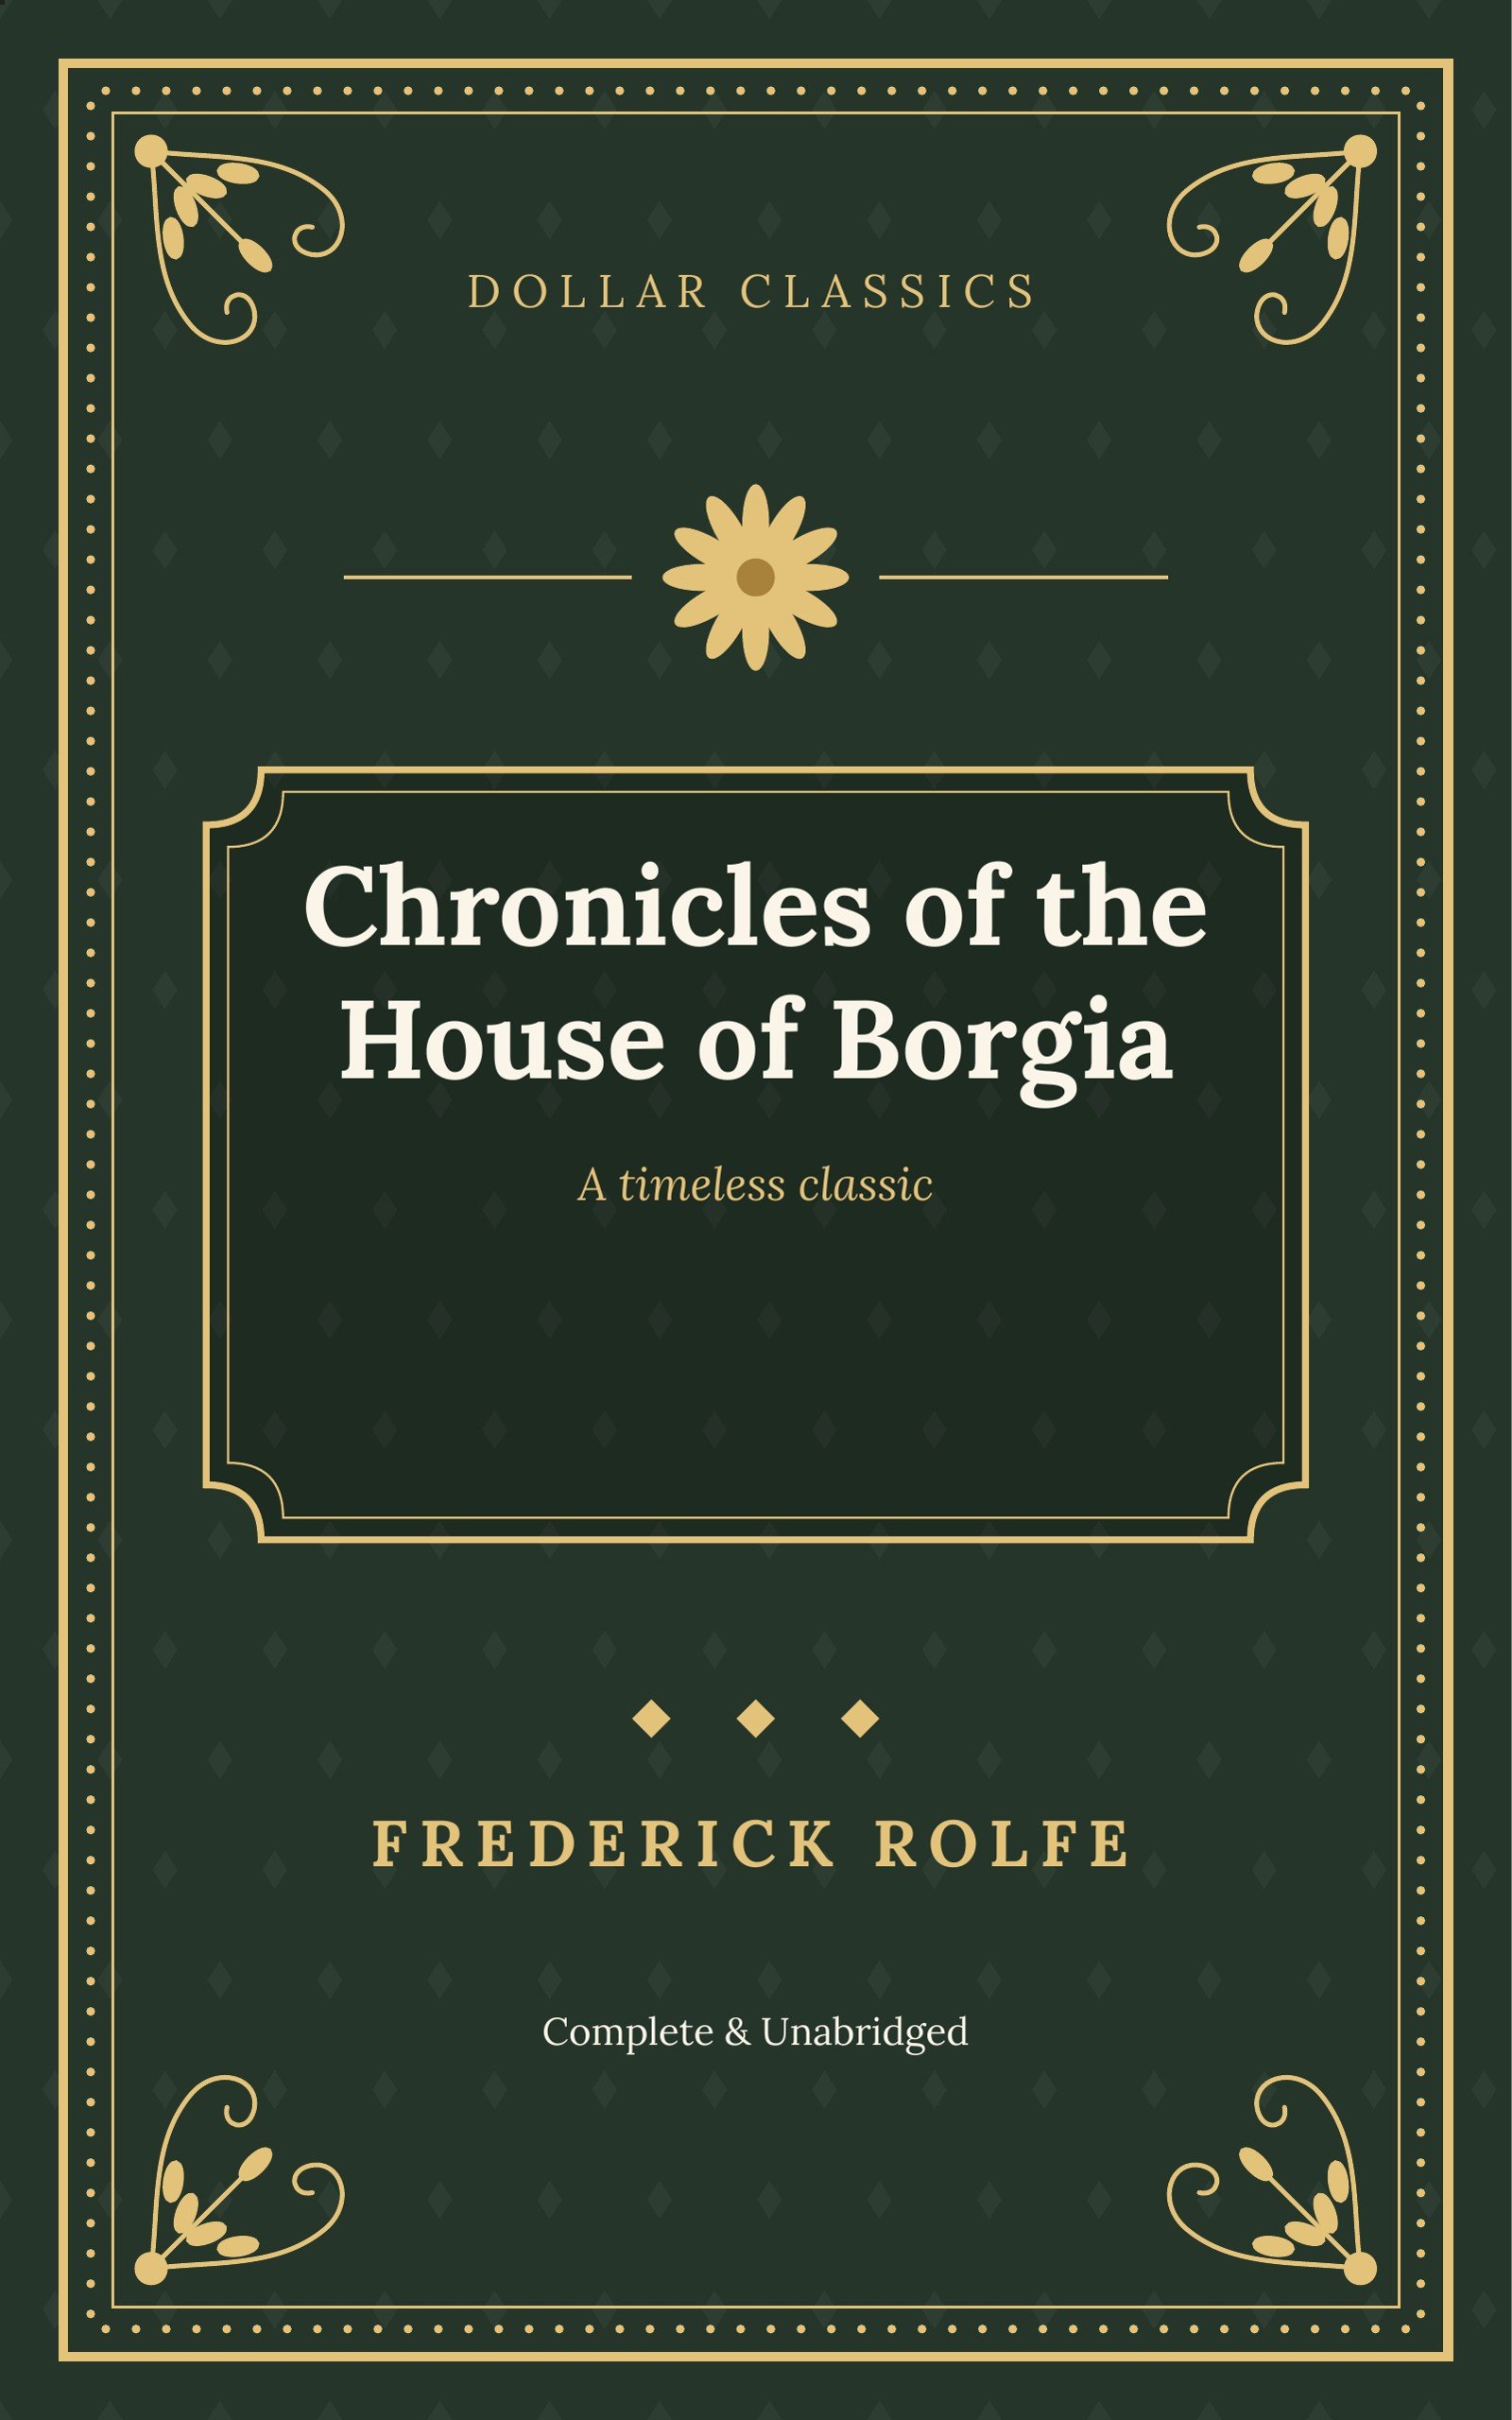 DOLLAR CLASSICS
Chronicles of the
House of Borgia
A timeless classic
FREDERICK ROLFE
Complete & Unabridged